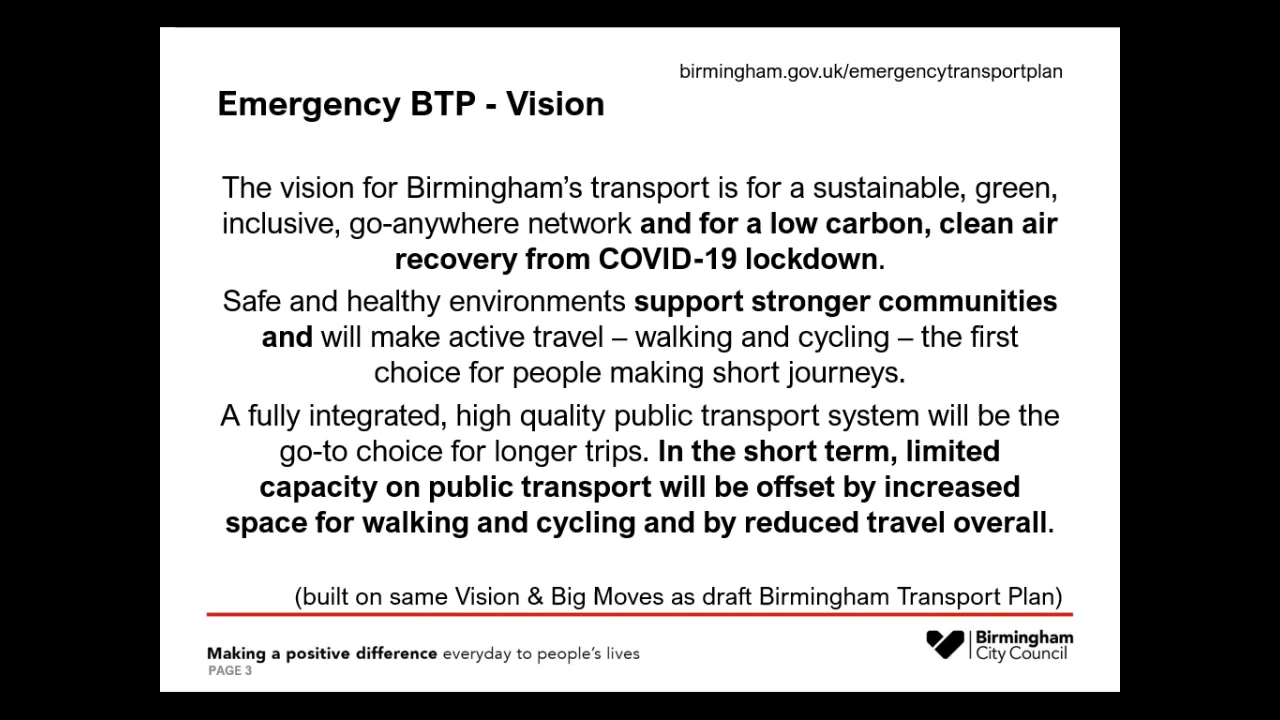 birmingham.gov.uk/emergencytransportplan
Emergency BTP - Vision
The vision for Birmingham’s transport is for a sustainable, green,
inclusive, go-anywhere network and for a low carbon, clean air
recovery from COVID-19 lockdown.
Safe and healthy environments support stronger communities
and will make active travel – walking and cycling – the first
choice for people making short journeys.
A fully integrated, high quality public transport system will be the
go-to choice for longer trips. In the short term, limited
capacity on public transport will be offset by increased
space for walking and cycling and by reduced travel overall.
(built on same Vision & Big Moves as draft Birmingham Transport Plan)
Making a positive difference everyday to people’s lives
PAGE 3
Birmingham
City Council